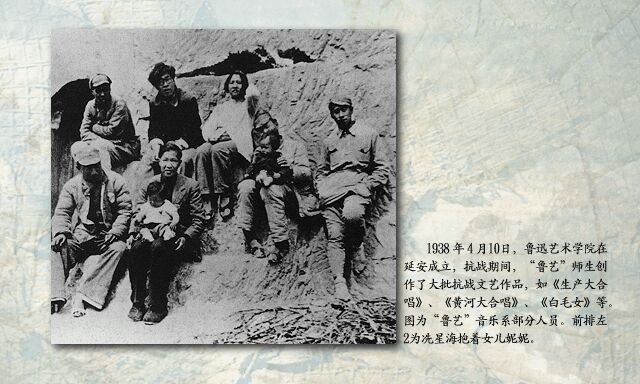 1938年4月10日，鲁迅艺术学院在
延安成立，抗战期间，“鲁艺”师生创
作了大批抗战文艺作品，如《生产大合
唱》、《黄河大合唱》、《白毛女》等。
图为“鲁艺”音乐系部分人员。前排左
2为冼星海抱着女儿妮妮。